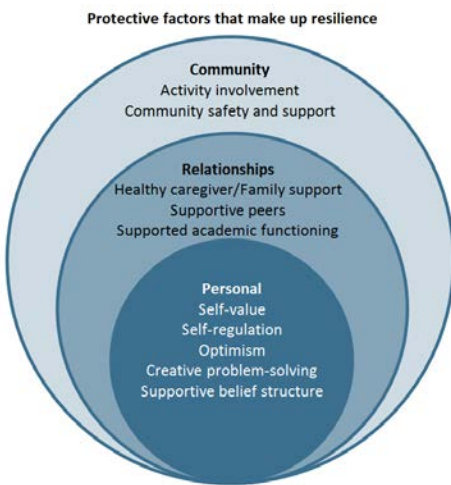 Protective factors that make up resilience
Community
Activity involvement
Community safety and support
Relationships
Healthy caregiver/Family support
Supportive peers
Supported academic functioning
Personal
Self-value
Self-regulation
Optimism
Creative problem-solving
Supportive belief structure